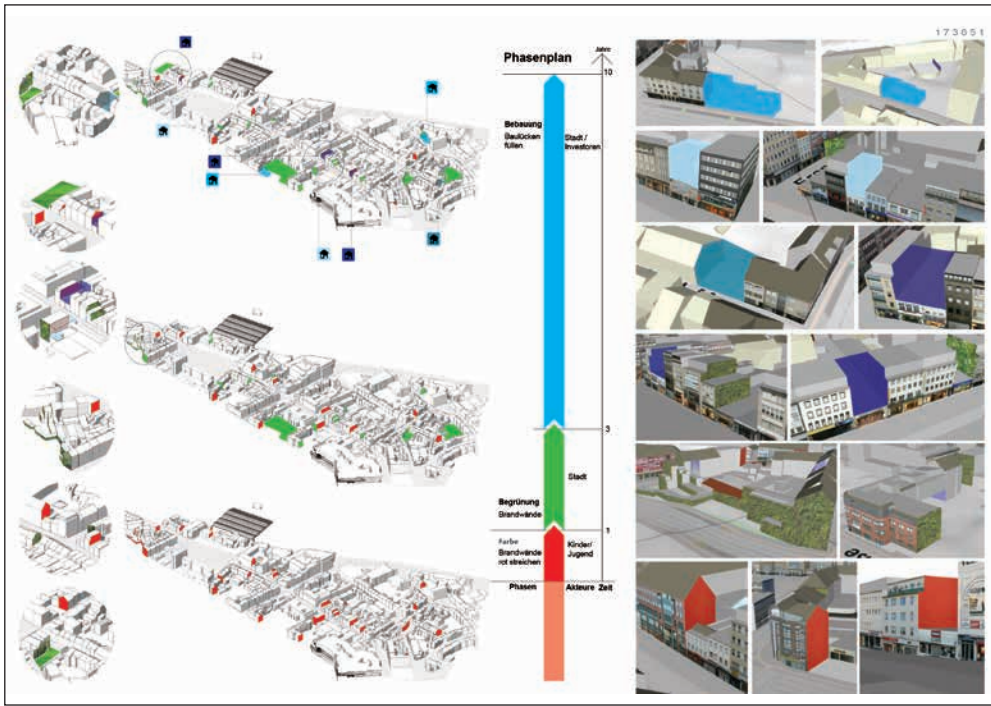 173051
Phasenplan
Jahre
10
Bebauung
Baulücken
füllen
Stadt /
Investoren
3
Stadt
Begrünung
Brandwände
1
Farbe
Brandwände
rot streichen
Kinder/
Jugend
Phasen
Akteure
Zeit